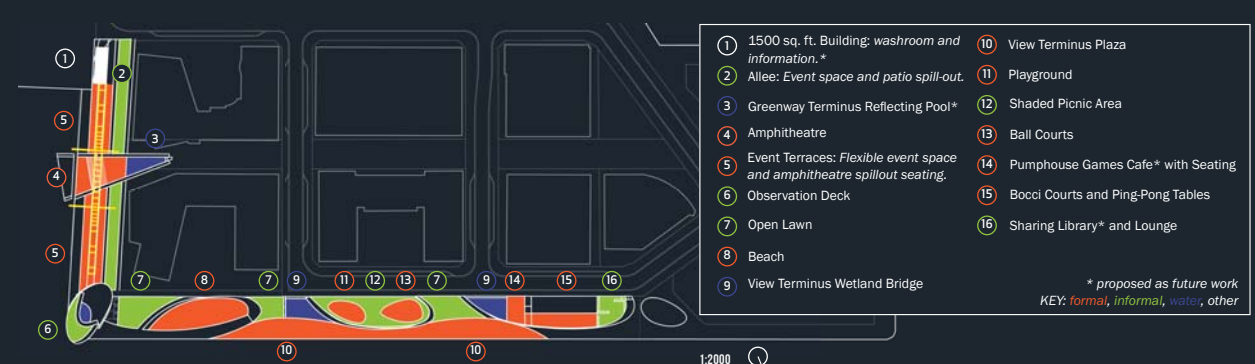 1
2
3
5
4
5
6
7
8
7
9
11
12
13
7
9
14
15
16
10
10
1:2000
1 1500 sq. ft. Building: washroom and
information.*
2 Allee: Event space and patio spill-out.
3 Greenway Terminus Reflecting Pool*
4 Amphitheatre
5 Event Terraces: Flexible event space
and amphitheatre spillout seating.
6 Observation Deck
7 Open Lawn
8 Beach
9 View Terminus Wetland Bridge
10 View Terminus Plaza
11 Playground
12 Shaded Picnic Area
13 Ball Courts
14 Pumphouse Games Cafe* with Seating
15 Bocci Courts and Ping-Pong Tables
16 Sharing Library* and Lounge
* proposed as future work
KEY: formal, informal, water, other